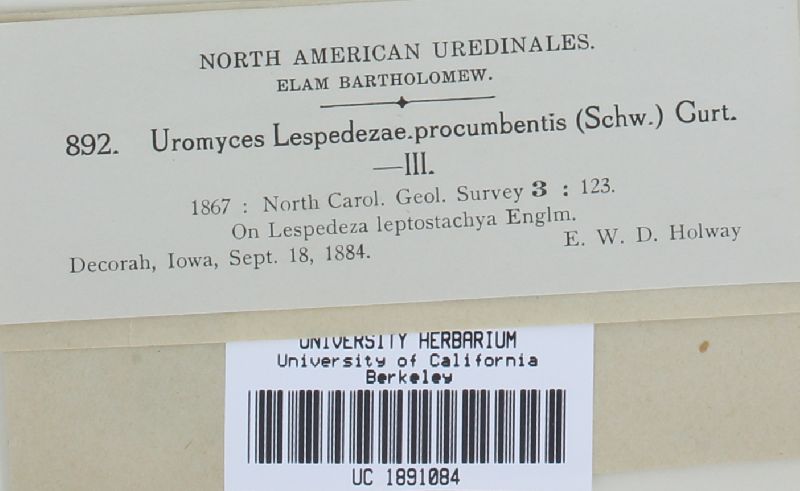 NORTH AMERICAN UREDINALES.
ELAM BARTHOLOMEW.
892. Uromyces Lespedezae-procumbentis (Schw.) Curt.
—III.
1867 : North Carol. Geol. Survey 3 : 123.
On Lespedeza leptostachya Englm.
Decorah, Iowa, Sept. 18, 1884. E. W. D. Holway
UNIVERSITY HERBARIUM
University of California
Berkeley
UC 1891084